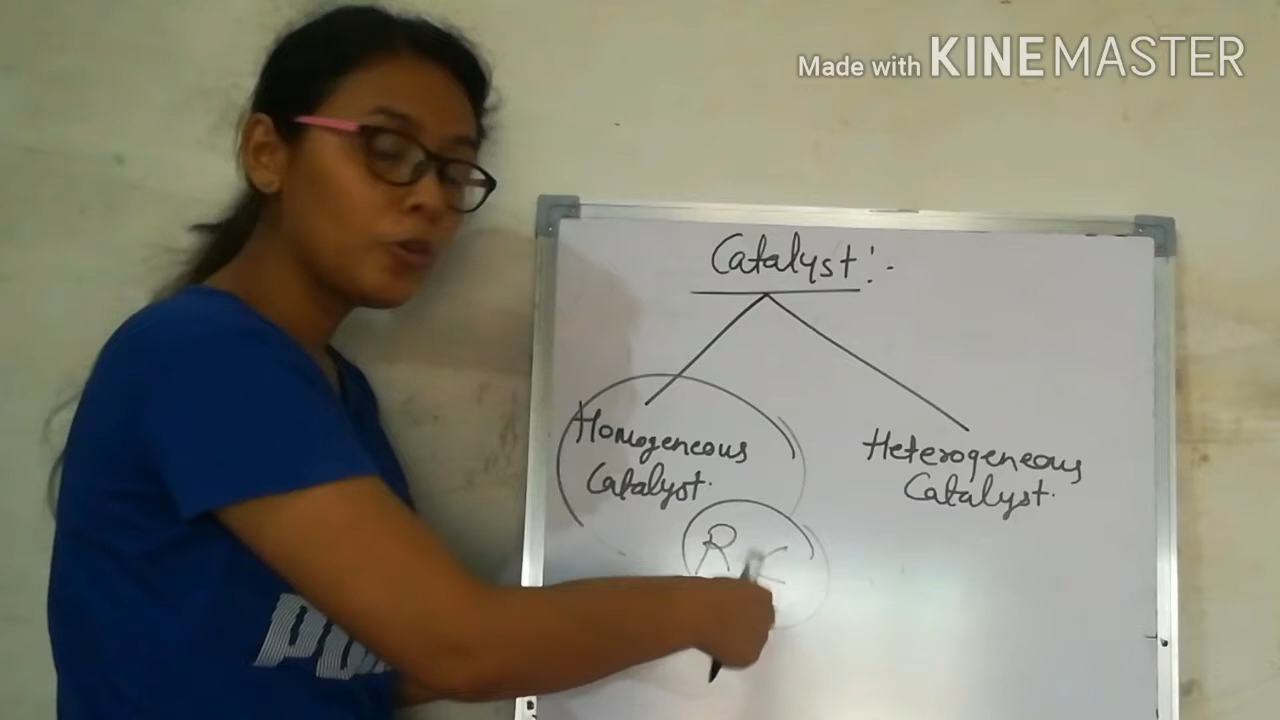 Made with KINEMASTER
Catalyst:-
Homogeneous
Catalyst.
Heterogeneous
Catalyst.
R